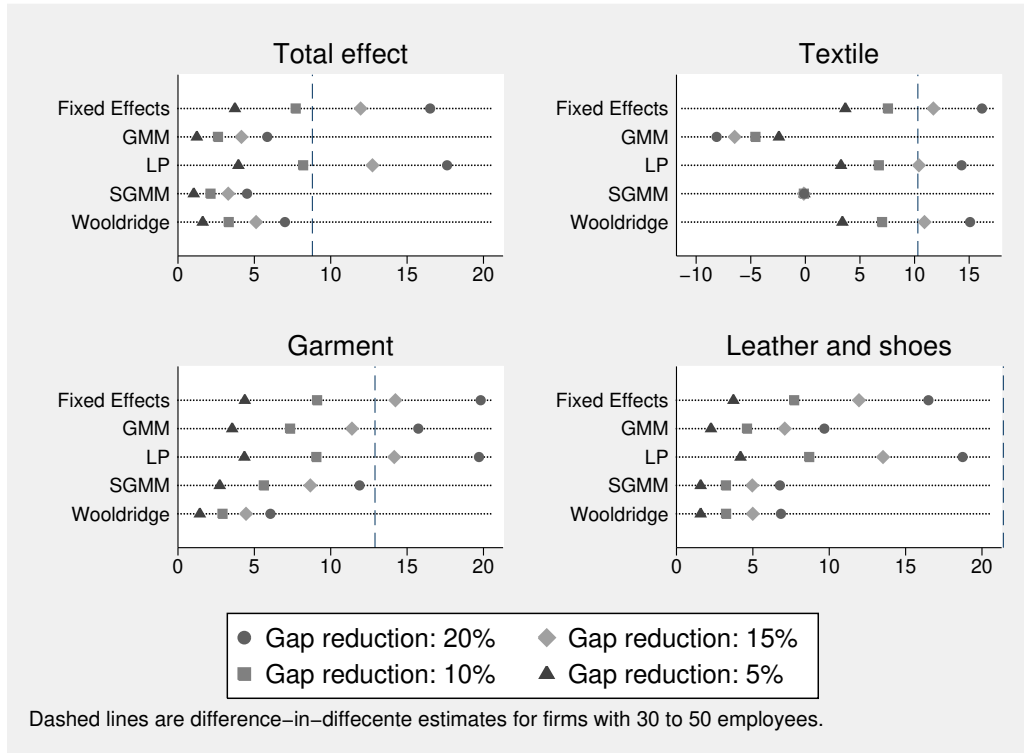 Total effect
Fixed Effects
GMM
LP
SGMM
Wooldridge
0 5 10 15 20
Textile
Fixed Effects
GMM
LP
SGMM
Wooldridge
−10 −5 0 5 10 15
Garment
Fixed Effects
GMM
LP
SGMM
Wooldridge
0 5 10 15 20
Leather and shoes
Fixed Effects
GMM
LP
SGMM
Wooldridge
0 5 10 15 20
Gap reduction: 20% Gap reduction: 15%
Gap reduction: 10% Gap reduction: 5%
Dashed lines are difference−in−diffecente estimates for firms with 30 to 50 employees.